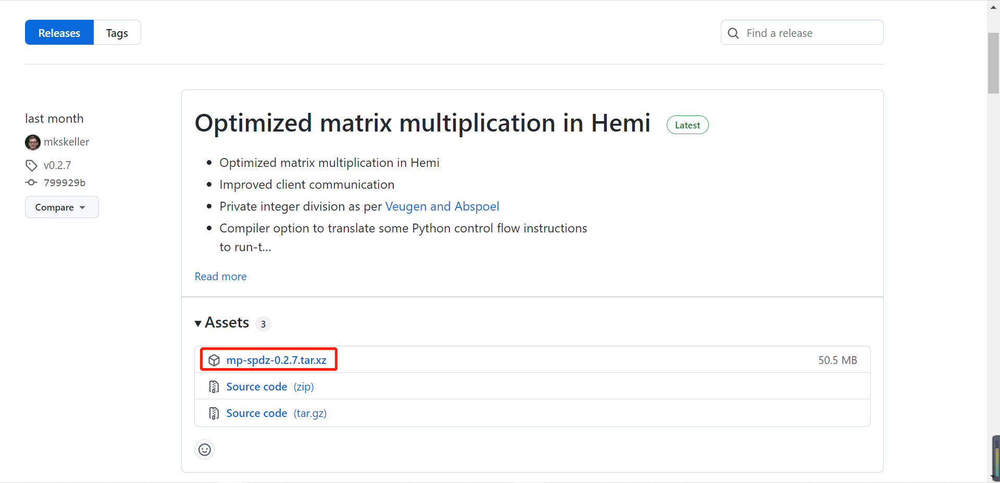 Releases
Tags
Find a release
last month
mkskeller
v0.2.7
799929b
Compare
Optimized matrix multiplication in Hemi
Latest
Optimized matrix multiplication in Hemi
Improved client communication
Private integer division as per Veugen and Abspoel
Compiler option to translate some Python control flow instructions
to run-t...
Read more
Assets 3
mp-spdz-0.2.7.tar.xz
50.5 MB
Source code (zip)
Source code (tar.gz)